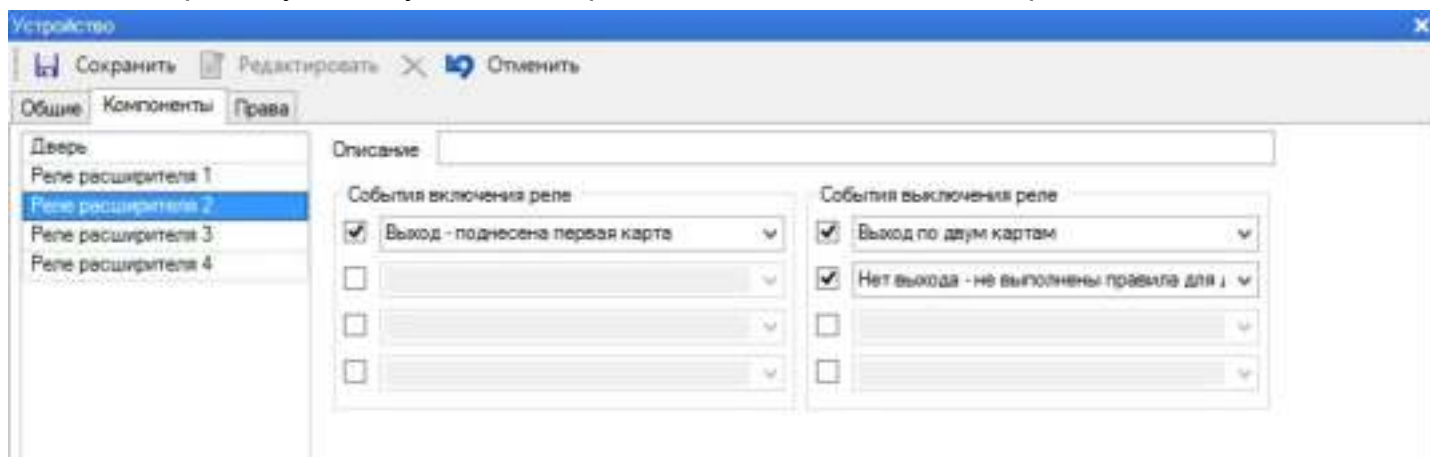 Устройство
Сохранить Редактировать Отменить
Общие Компоненты Права
Дверь
Реле расширителя 1
Реле расширителя 2
Реле расширителя 3
Реле расширителя 4
Описание
События включения реле
Выход - поднесена первая карта
События выключения реле
Выход по двум картам
Нет выхода - не выполнены правила для